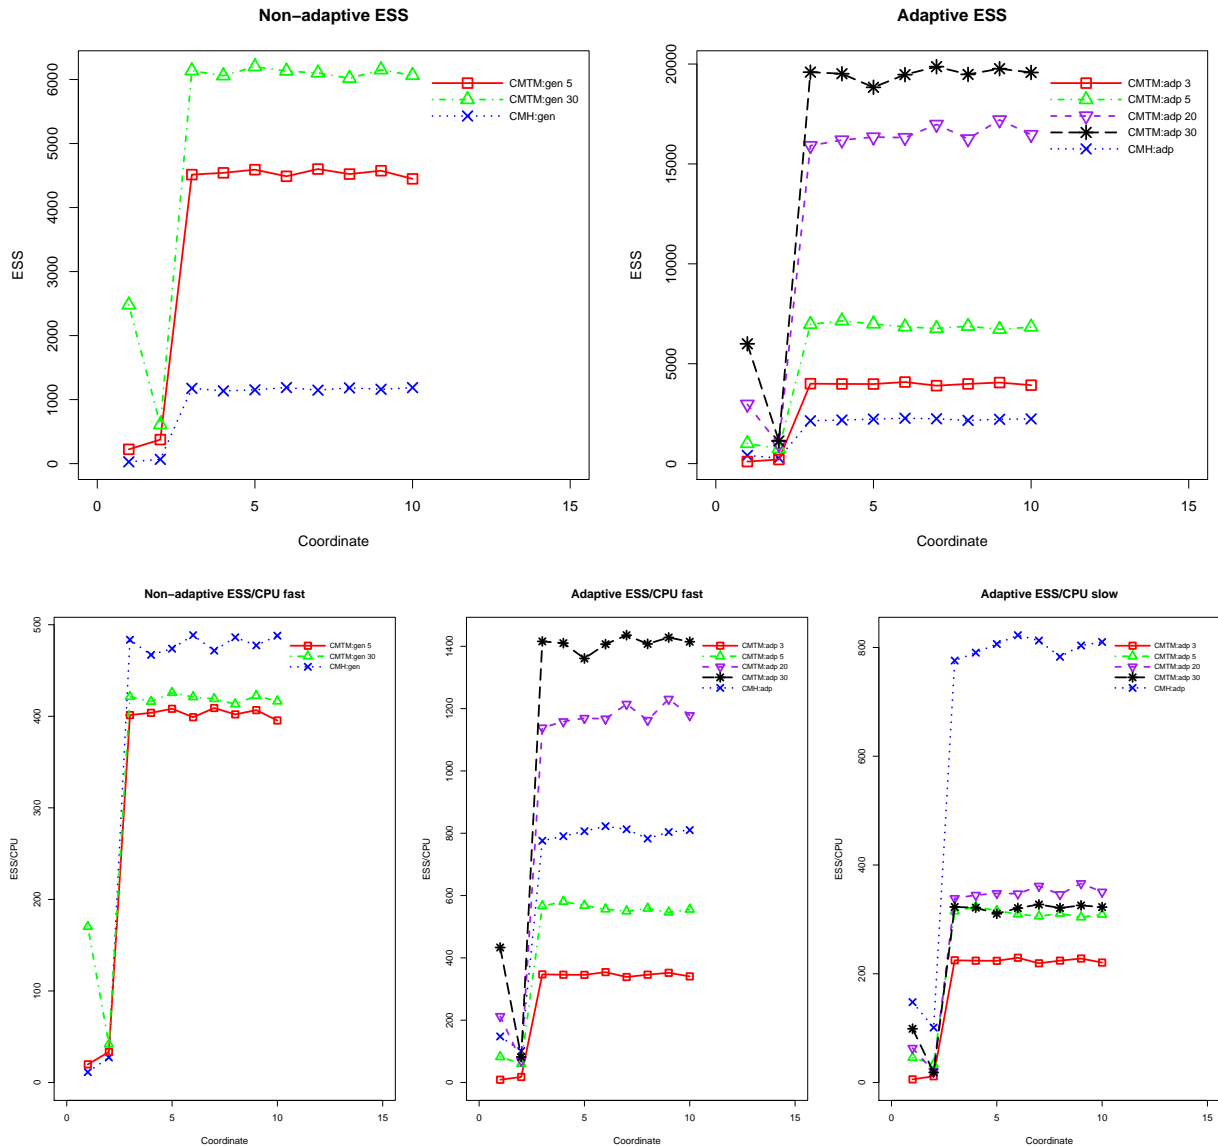 Non−adaptive ESS
ESS
6000
5000
4000
3000
2000
1000
0
0
5
10
15
Coordinate
CMTM:gen 5
CMTM:gen 30
CMH:gen
Adaptive ESS
ESS
20000
15000
10000
5000
0
0
5
10
15
Coordinate
CMTM:adp 3
CMTM:adp 5
CMTM:adp 20
CMTM:adp 30
CMH:adp
Non−adaptive ESS/CPU fast
ESS/CPU
500
400
300
200
100
0
0
5
10
15
Coordinate
CMTM:gen 5
CMTM:gen 30
CMH:gen
Adaptive ESS/CPU fast
ESS/CPU
1400
1200
1000
800
600
400
200
0
0
5
10
15
Coordinate
CMTM:adp 3
CMTM:adp 5
CMTM:adp 20
CMTM:adp 30
CMH:adp
Adaptive ESS/CPU slow
ESS/CPU
800
600
400
200
0
0
5
10
15
Coordinate
CMTM:adp 3
CMTM:adp 5
CMTM:adp 20
CMTM:adp 30
CMH:adp